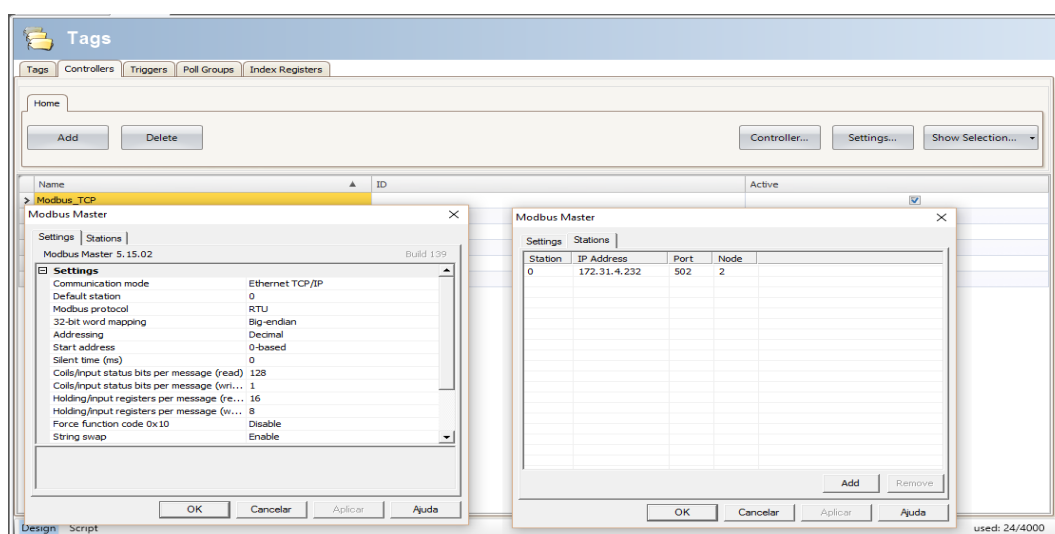 Tags
Tags Controllers Triggers Poll Groups Index Registers
Home
Add Delete Controller... Settings... Show Selection...
Name ID Active
Modbus_TCP
Modbus Master
Settings Stations
Modbus Master 5.15.02 Build 139
Settings
Communication mode Ethernet TCP/IP
Default station 0
Modbus protocol RTU
32-bit word mapping Big-endian
Addressing Decimal
Start address 0-based
Silent time (ms) 0
Coils/input status bits per message (read) 128
Coils/input status bits per message (wri... 1
Holding/input registers per message (re... 16
Holding/input registers per message (w... 8
Force function code 0x10 Disable
String swap Enable
OK Cancelar Aplicar Ajuda
Modbus Master
Settings Stations
Station IP Address Port Node
0 172.31.4.232 502 2
Add Remove
OK Cancelar Aplicar Ajuda
Design Script used: 24/4000